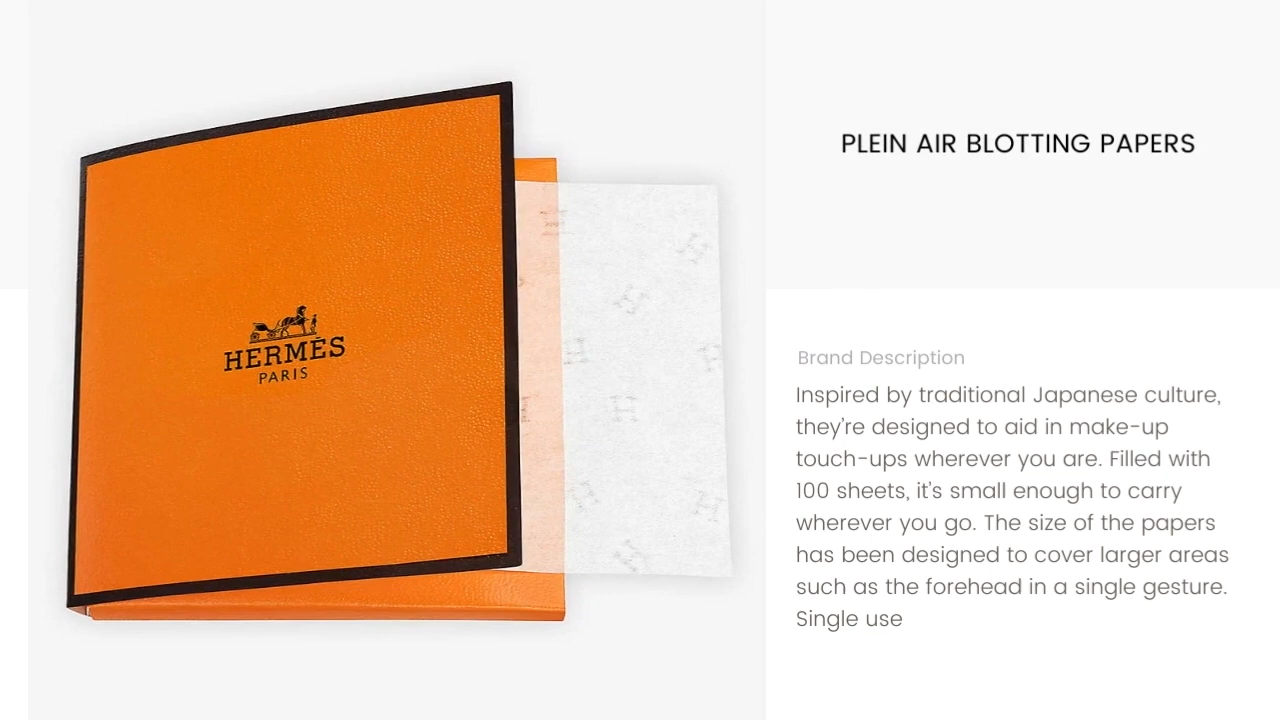 HERMÈS
PARIS
H
H
H
H
H
H
H
H
PLEIN AIR BLOTTING PAPERS
Brand Description
Inspired by traditional Japanese culture,
they're designed to aid in make-up
touch-ups wherever you are. Filled with
100 sheets, it's small enough to carry
wherever you go. The size of the papers
has been designed to cover larger areas
such as the forehead in a single gesture.
Single use